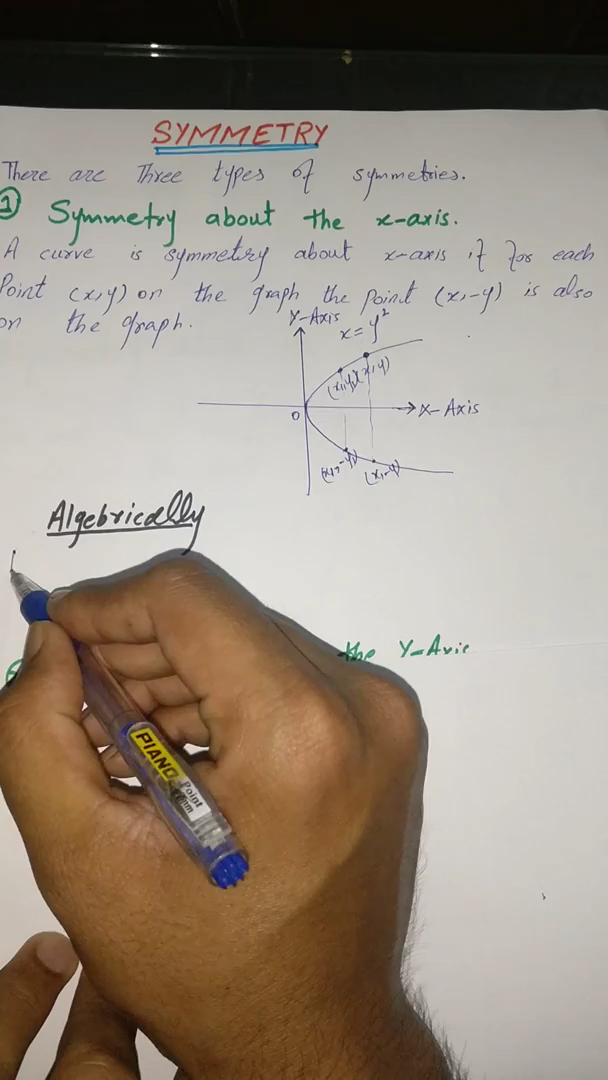 SYMMETRY
There are Three types of symmetries.
① Symmetry about the x-axis.
A curve is symmetry about x-axis if for each
Point (x,y) on the graph the point (x,-y) is also
on the graph.
Y-Axis
x=y²
(x,y)
X-Axis
O
(x,-y)
Algebrically
the Y-Axis
PIANO
Point
mm